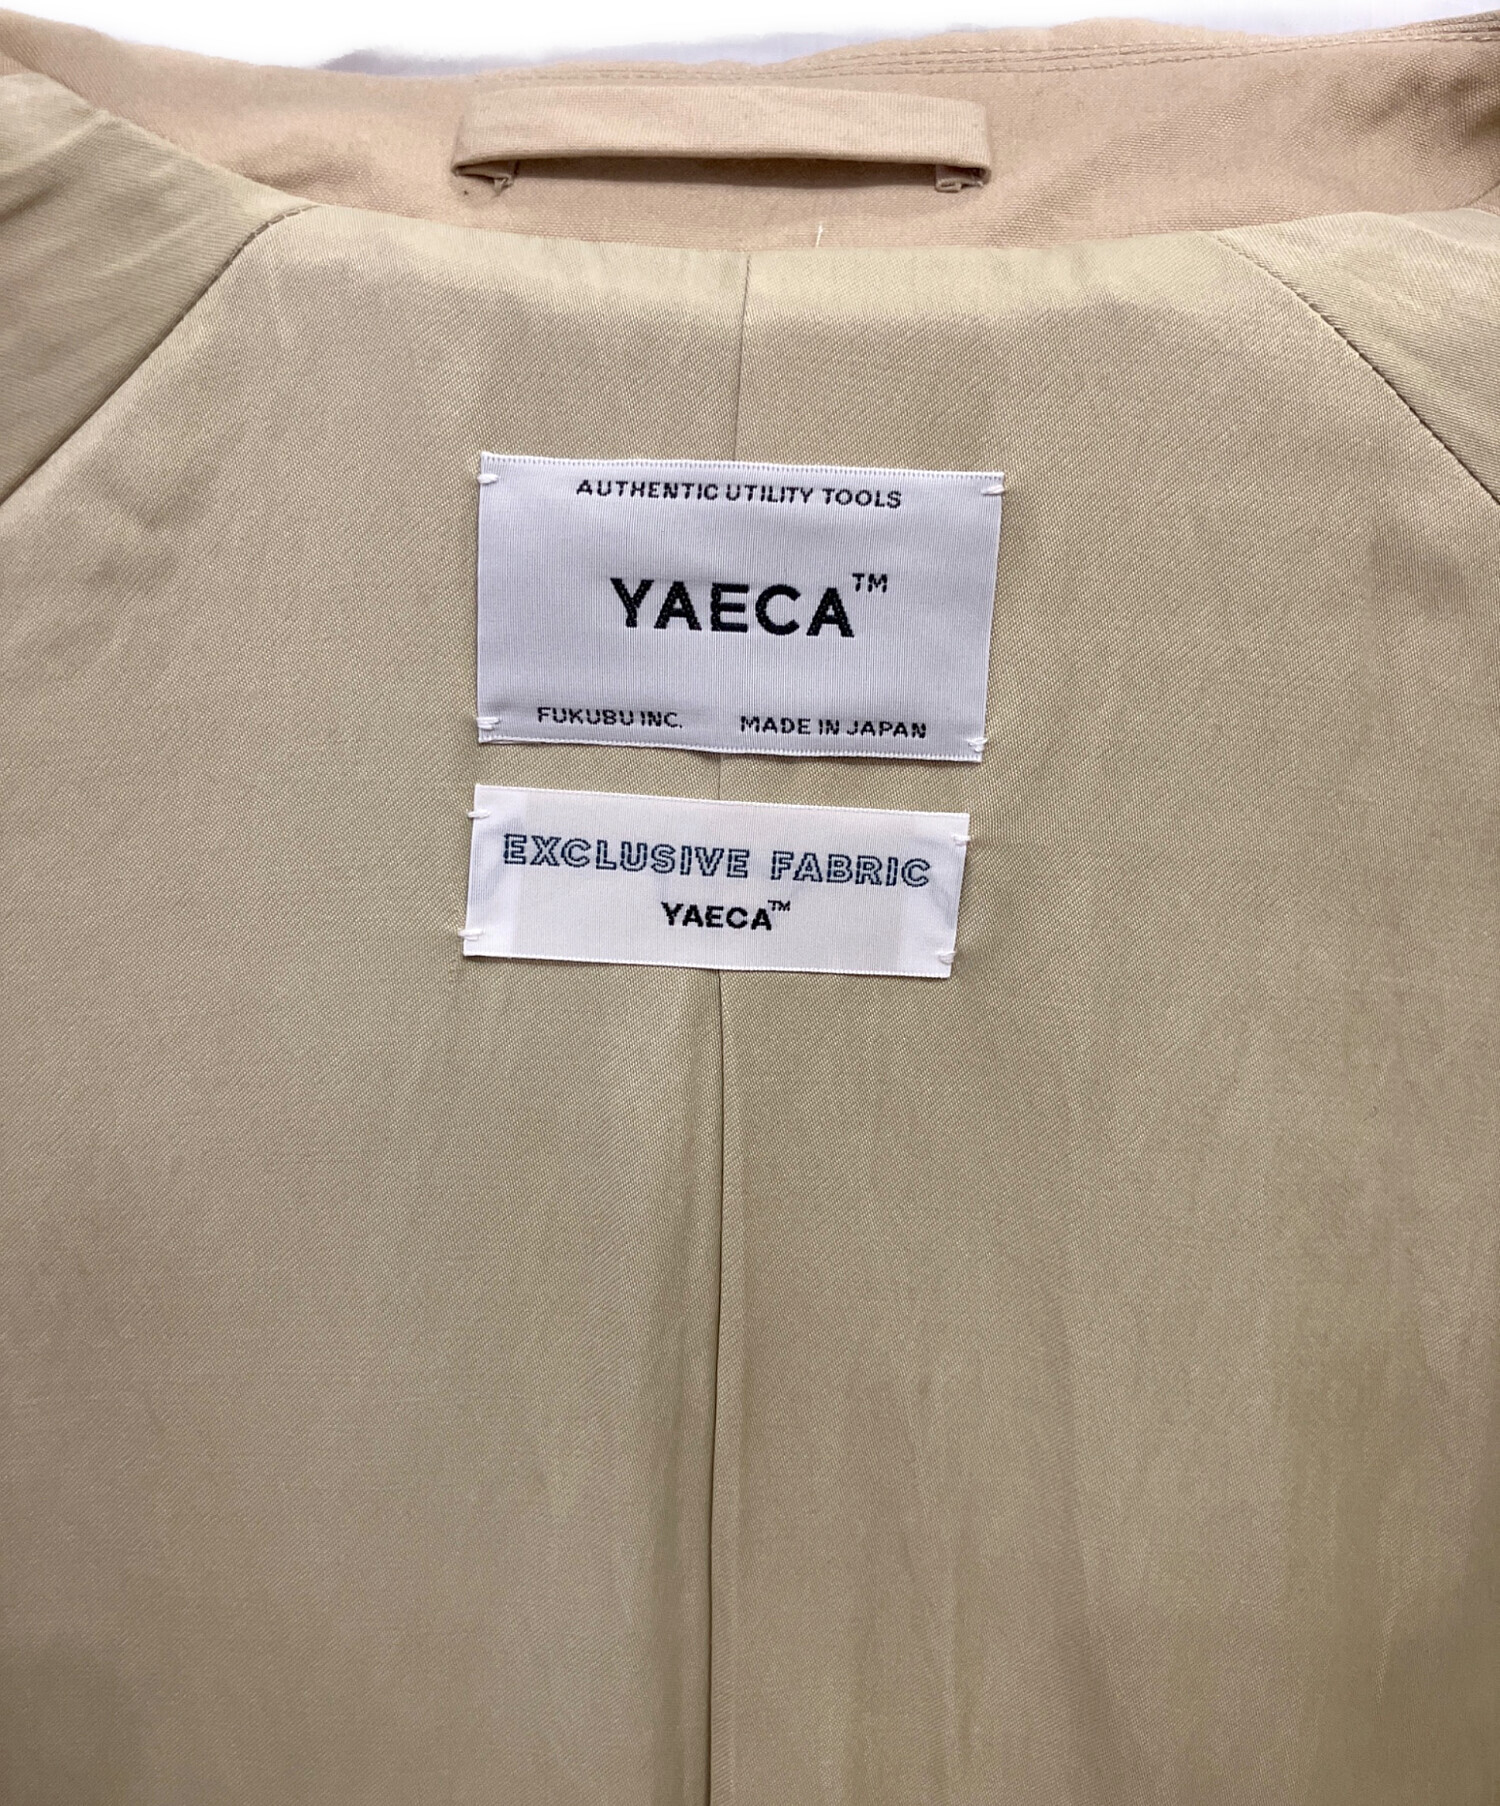 AUTHENTIC UTILITY TOOLS
YAECA™
FUKUBU INC. MADE IN JAPAN
EXCLUSIVE FABRIC
YAECA™